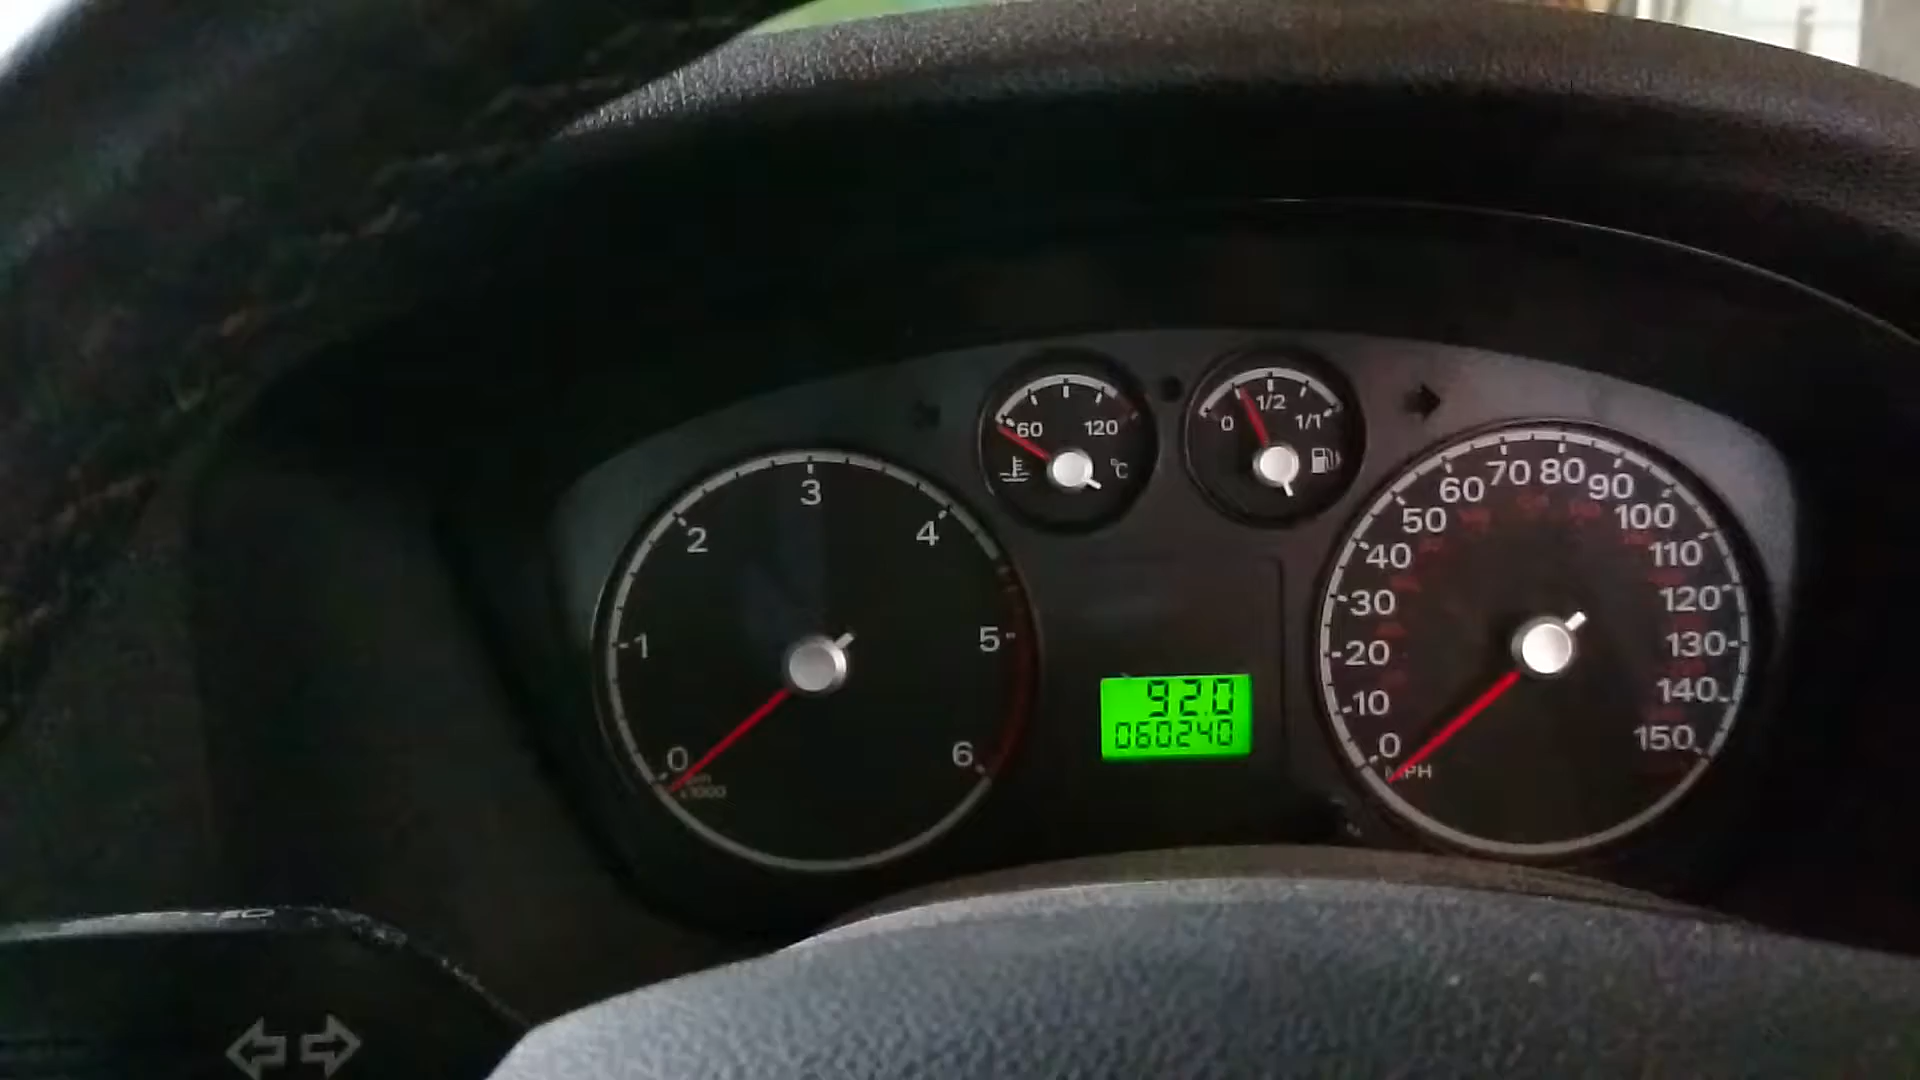 60 120 °C
0 1/2 1/1
0 1 2 3 4 5 6
x1000
0 10 20 30 40 50 60 70 80 90 100 110 120 130 140 150
MPH
92.0
060240